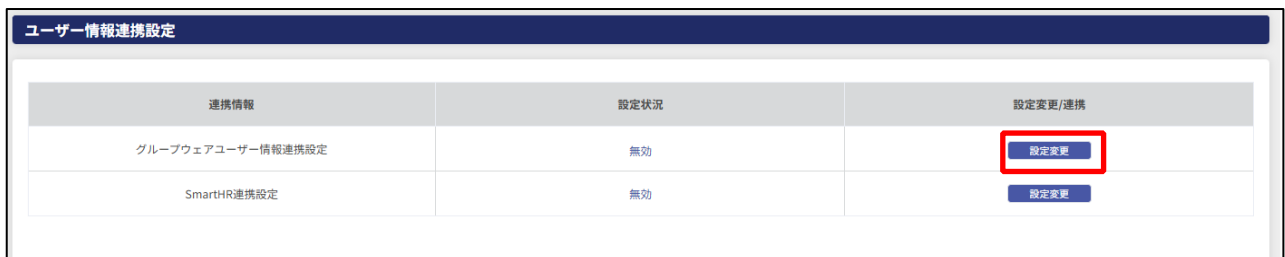 ユーザー情報連携設定
連携情報 設定状況 設定変更/連携
グループウェアユーザー情報連携設定 無効 設定変更
SmartHR連携設定 無効 設定変更